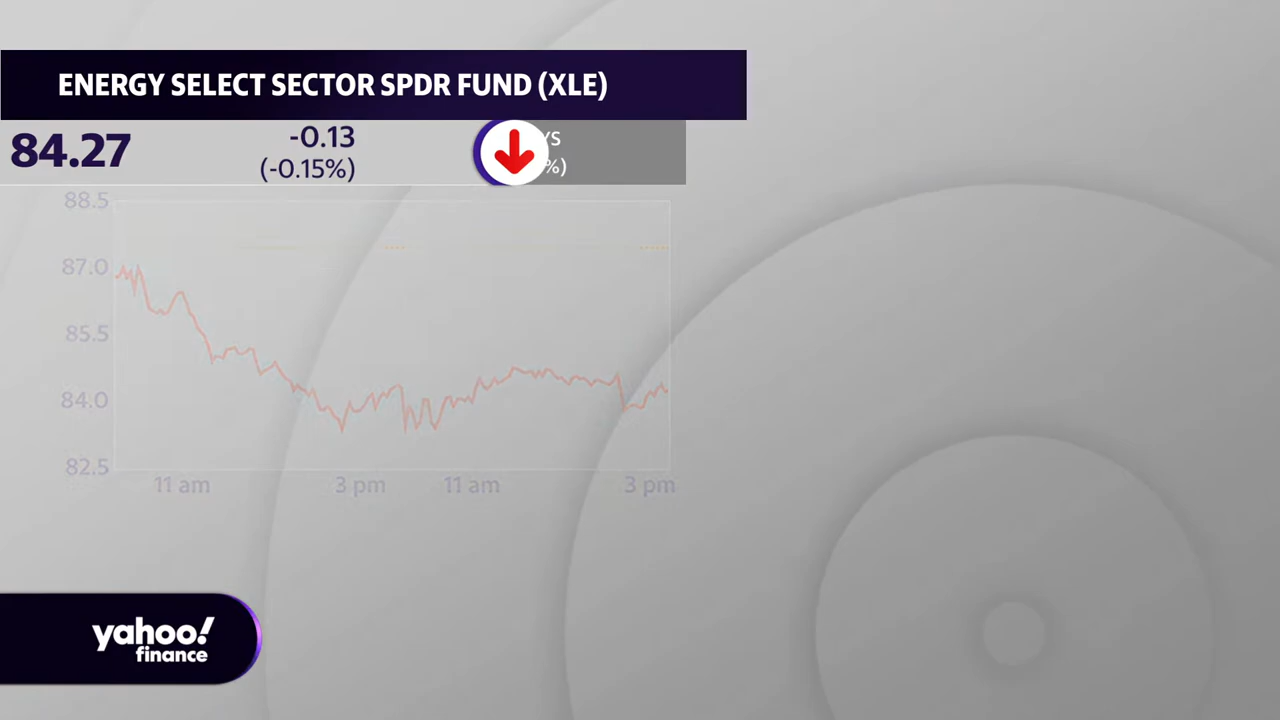 ENERGY SELECT SECTOR SPDR FUND (XLE)
84.27
-0.13
(-0.15%)
YS
%)
88.5
87.0
85.5
84.0
82.5
11 am 3 pm 11 am 3 pm
yahoo!
finance